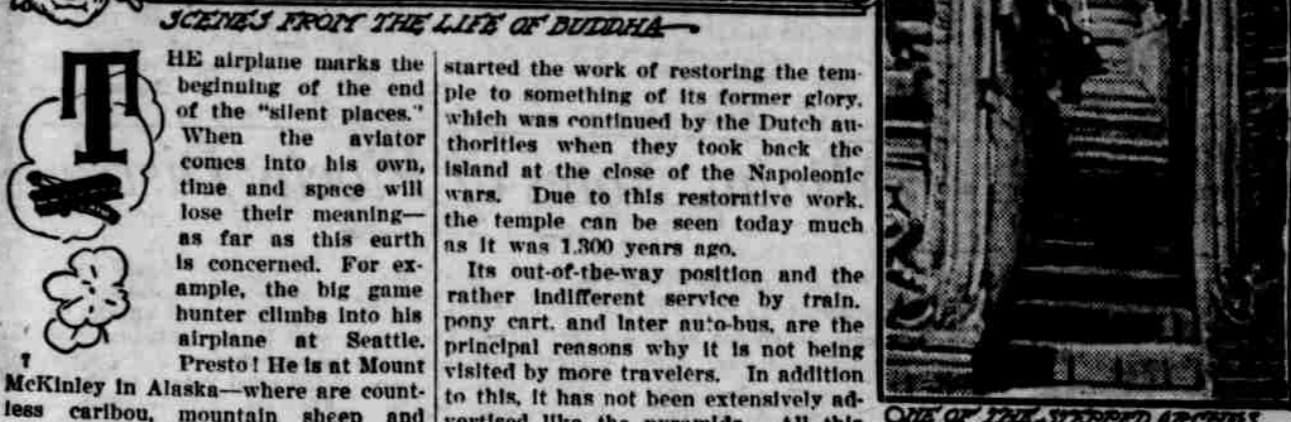 SCENES FROM THE LIFE OF BUDDHA
THE airplane marks the
beginning of the end
of the "silent places."
When the aviator
comes into his own,
time and space will
lose their meaning—
as far as this earth
is concerned. For ex-
ample, the big game
hunter climbs into his
airplane at Seattle.
Presto! He is at Mount
McKinley in Alaska—where are count-
less caribou, mountain sheep and
started the work of restoring the tem-
ple to something of its former glory,
which was continued by the Dutch au-
thorities when they took back the
island at the close of the Napoleonic
wars. Due to this restorative work,
the temple can be seen today much
as it was 1,300 years ago.
Its out-of-the-way position and the
rather indifferent service by train,
pony cart, and later auto-bus, are the
principal reasons why it is not being
visited by more travelers. In addition
to this, it has not been extensively ad-
vertised like the pyramids. All this
ONE OF THE STEPPED